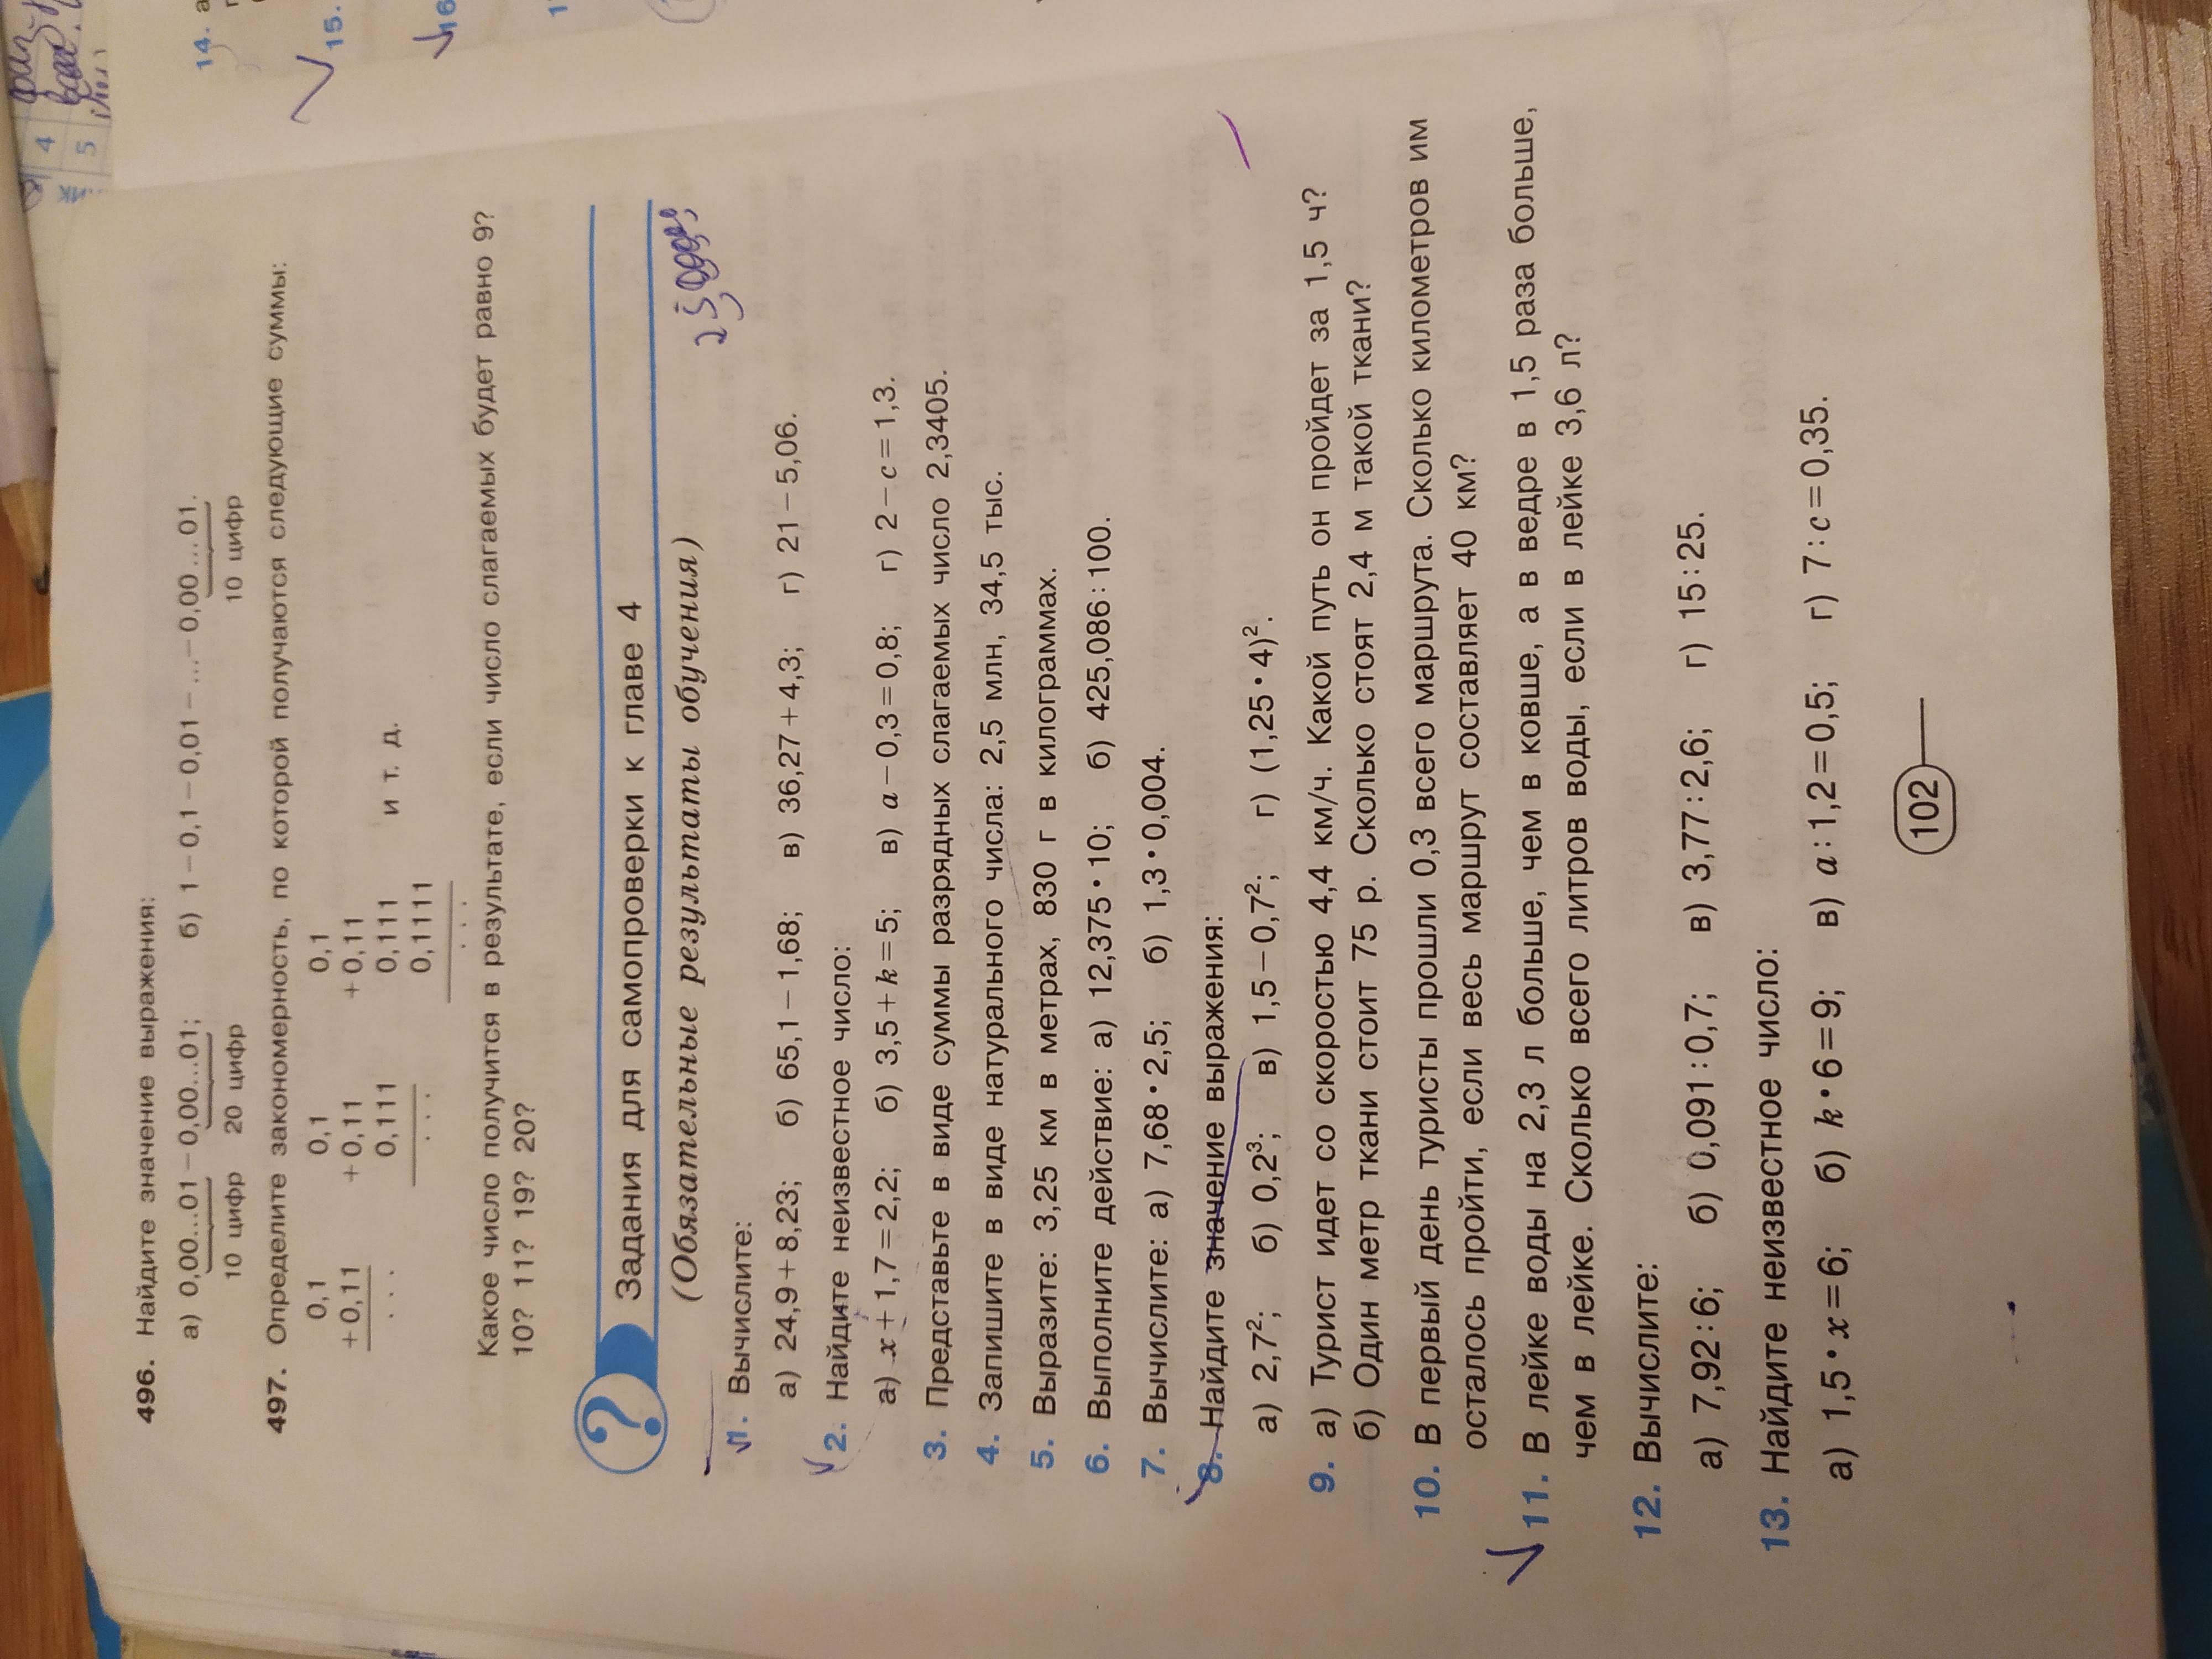 496. Найдите значение выражения:
а) 0,00...01 − 0,00...01; б) 1 − 0,1 − 0,01 − ... − 0,00...01.
10 цифр 20 цифр 10 цифр
497. Определите закономерность, по которой получаются следующие суммы:
0,1 0,1 0,1
+ 0,11 + 0,11 + 0,11
. . . 0,111 0,111 и т. д.
. . . 0,1111
. . .
Какое число получится в результате, если число слагаемых будет равно 9?
10? 11? 19? 20?
? Задания для самопроверки к главе 4
(Обязательные результаты обучения)
1. Вычислите:
а) 24,9 + 8,23; б) 65,1 − 1,68; в) 36,27 + 4,3; г) 21 − 5,06.
2. Найдите неизвестное число:
а) x + 1,7 = 2,2; б) 3,5 + k = 5; в) a − 0,3 = 0,8; г) 2 − c = 1,3.
3. Представьте в виде суммы разрядных слагаемых число 2,3405.
4. Запишите в виде натурального числа: 2,5 млн, 34,5 тыс.
5. Выразите: 3,25 км в метрах, 830 г в килограммах.
6. Выполните действие: а) 12,375 • 10; б) 425,086 : 100.
7. Вычислите: а) 7,68 • 2,5; б) 1,3 • 0,004.
8. Найдите значение выражения:
а) 2,7²; б) 0,2³; в) 1,5 − 0,7²; г) (1,25 • 4)².
9. а) Турист идет со скоростью 4,4 км/ч. Какой путь он пройдет за 1,5 ч?
б) Один метр ткани стоит 75 р. Сколько стоят 2,4 м такой ткани?
10. В первый день туристы прошли 0,3 всего маршрута. Сколько километров им
осталось пройти, если весь маршрут составляет 40 км?
11. В лейке воды на 2,3 л больше, чем в ковше, а в ведре в 1,5 раза больше,
чем в лейке. Сколько всего литров воды, если в лейке 3,6 л?
12. Вычислите:
а) 7,92 : 6; б) 0,091 : 0,7; в) 3,77 : 2,6; г) 15 : 25.
13. Найдите неизвестное число:
а) 1,5 • x = 6; б) k • 6 = 9; в) a : 1,2 = 0,5; г) 7 : c = 0,35.
102
14. а
15.
16
4
5